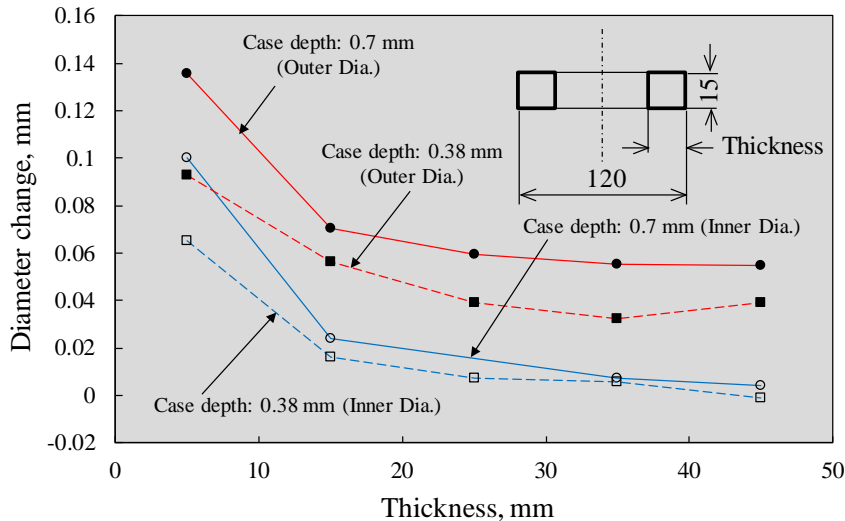 0.16
0.14
0.12
0.1
0.08
0.06
0.04
0.02
0
-0.02
Diameter change, mm
Case depth: 0.7 mm
(Outer Dia.)
Case depth: 0.38 mm
(Outer Dia.)
Case depth: 0.7 mm (Inner Dia.)
Case depth: 0.38 mm (Inner Dia.)
15
Thickness
120
0
10
20
30
40
50
Thickness, mm